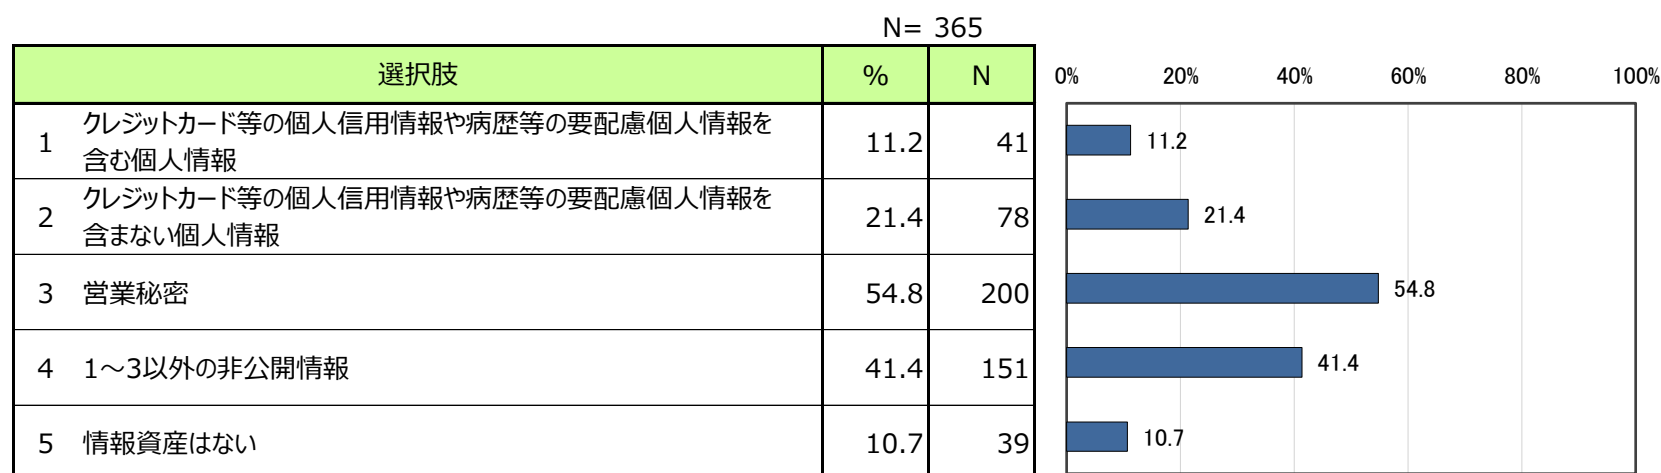 N= 365
選択肢 % N
0% 20% 40% 60% 80% 100%
1 クレジットカード等の個人信用情報や病歴等の要配慮個人情報を
含む個人情報 11.2 41 11.2
2 クレジットカード等の個人信用情報や病歴等の要配慮個人情報を
含まない個人情報 21.4 78 21.4
3 営業秘密 54.8 200 54.8
4 1～3以外の非公開情報 41.4 151 41.4
5 情報資産はない 10.7 39 10.7